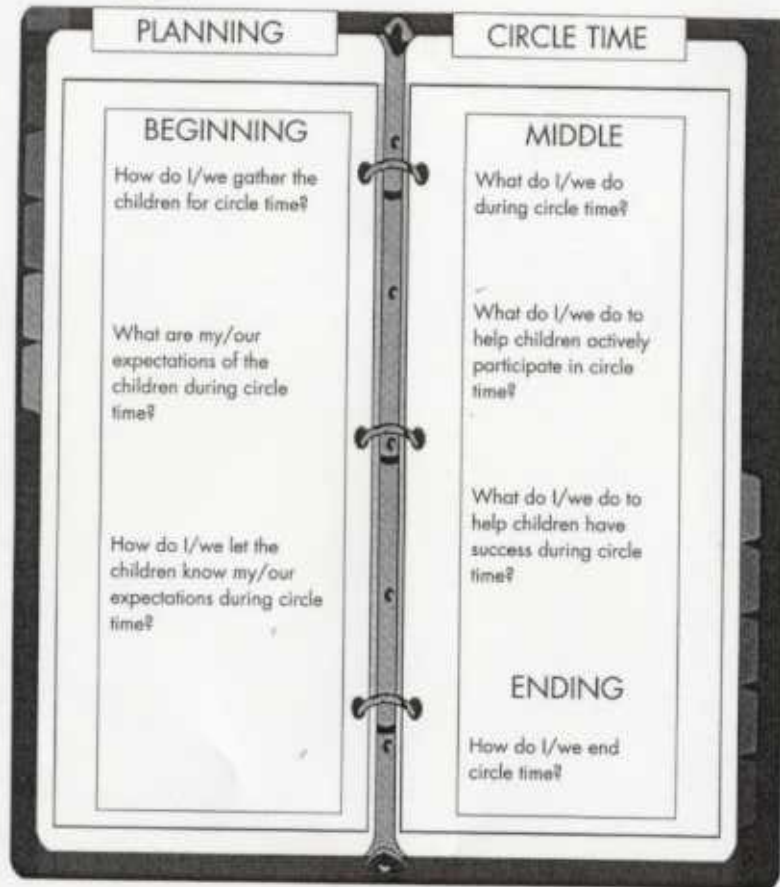 PLANNING
BEGINNING
How do I/we gather the
children for circle time?
What are my/our
expectations of the
children during circle
time?
How do I/we let the
children know my/our
expectations during circle
time?
CIRCLE TIME
MIDDLE
What do I/we do
during circle time?
What do I/we do to
help children actively
participate in circle
time?
What do I/we do to
help children have
success during circle
time?
ENDING
How do I/we end
circle time?